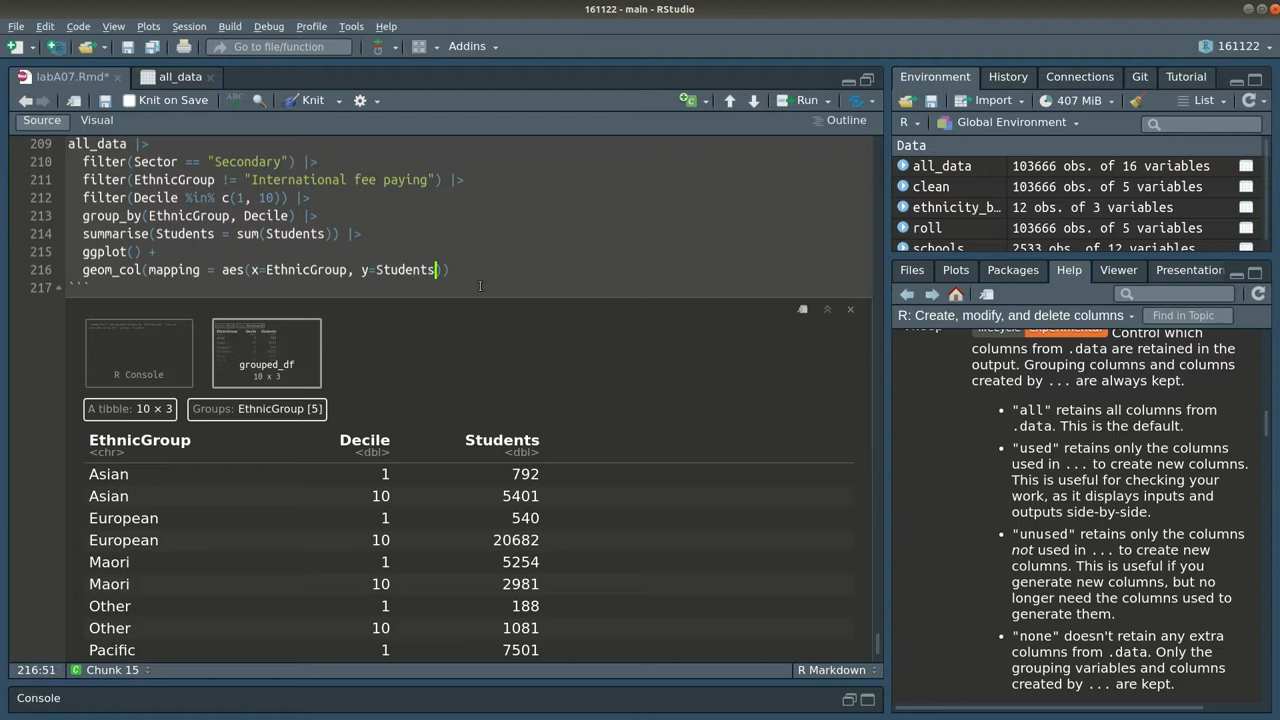 161122 - main - RStudio
File Edit Code View Plots Session Build Debug Profile Tools Help
Go to file/function Addins 161122
labA07.Rmd* all_data
Knit on Save Knit Run
Source Visual Outline
209 all_data |>
210 filter(Sector == "Secondary") |>
211 filter(EthnicGroup != "International fee paying") |>
212 filter(Decile %in% c(1, 10)) |>
213 group_by(EthnicGroup, Decile) |>
214 summarise(Students = sum(Students)) |>
215 ggplot() +
216 geom_col(mapping = aes(x=EthnicGroup, y=Students))
217 ```
R Console
grouped_df
10 x 3
A tibble: 10 × 3 Groups: EthnicGroup [5]
EthnicGroup Decile Students
<chr> <dbl> <dbl>
Asian 1 792
Asian 10 5401
European 1 540
European 10 20682
Maori 1 5254
Maori 10 2981
Other 1 188
Other 10 1081
Pacific 1 7501
216:51 Chunk 15 R Markdown
Console
Environment History Connections Git Tutorial
Import 407 MiB List
R Global Environment
Data
all_data 103666 obs. of 16 variables
clean 103666 obs. of 5 variables
ethnicity_b… 12 obs. of 3 variables
roll 103666 obs. of 5 variables
schools 2533 obs. of 12 variables
Files Plots Help Viewer Presentation
R: Create, modify, and delete columns Find in Topic
Control which
columns from .data are retained in the
output. Grouping columns and columns
created by ... are always kept.
• "all" retains all columns from
.data. This is the default.
• "used" retains only the columns
used in ... to create new columns.
This is useful for checking your
work, as it displays inputs and
outputs side-by-side.
• "unused" retains only the columns
not used in ... to create new
columns. This is useful if you
generate new columns, but no
longer need the columns used to
generate them.
• "none" doesn't retain any extra
columns from .data. Only the
grouping variables and columns
created by ... are kept.